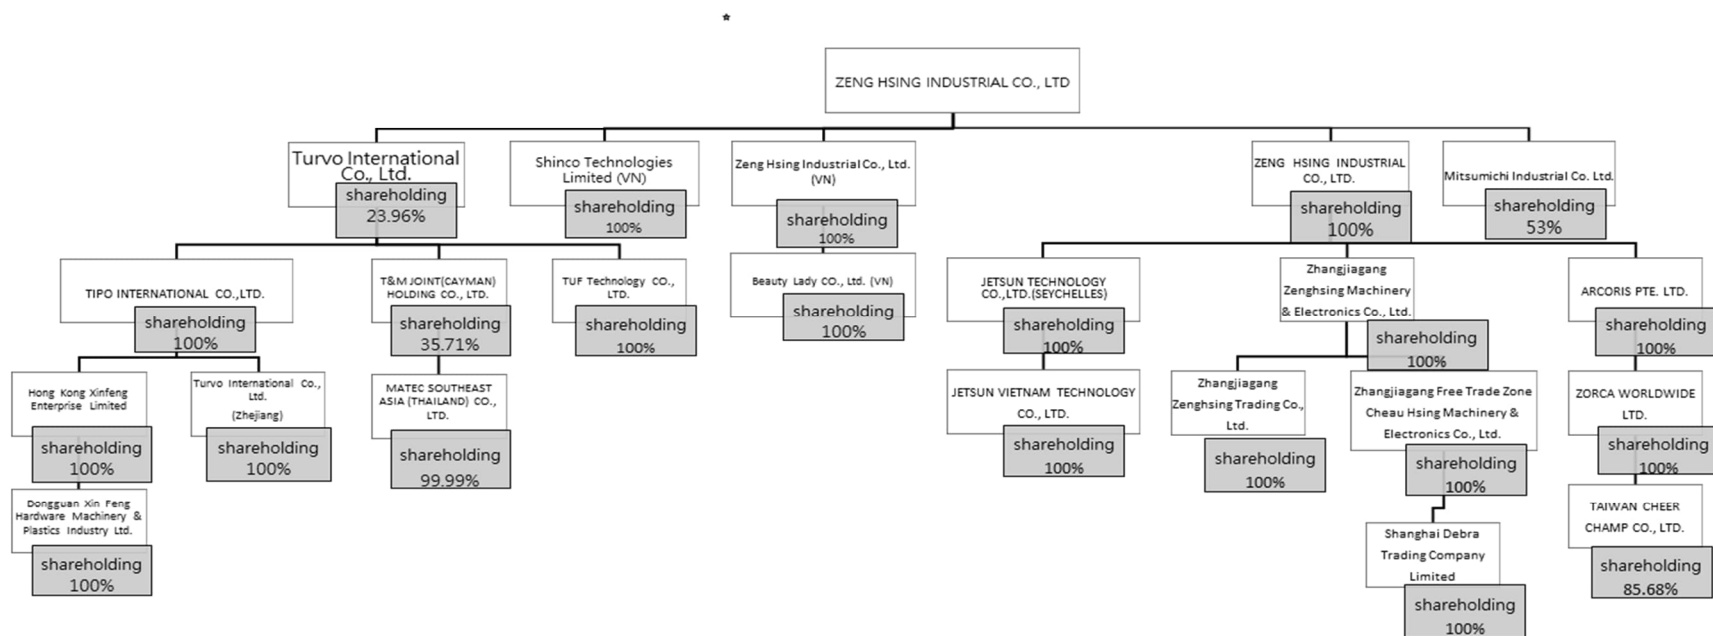 *
ZENG HSING INDUSTRIAL CO., LTD
Turvo International
Co., Ltd.
shareholding
23.96%
Shinco Technologies
Limited (VN)
shareholding
100%
Zeng Hsing Industrial Co., Ltd.
(VN)
shareholding
100%
ZENG HSING INDUSTRIAL
CO., LTD.
shareholding
100%
Mitsumichi Industrial Co. Ltd.
shareholding
53%
TIPO INTERNATIONAL CO.,LTD.
shareholding
100%
T&M JOINT(CAYMAN)
HOLDING CO., LTD.
shareholding
35.71%
TUF Technology CO.,
LTD.
shareholding
100%
Beauty Lady CO., Ltd. (VN)
shareholding
100%
JETSUN TECHNOLOGY
CO.,LTD.(SEYCHELLES)
shareholding
100%
Zhangjiagang
Zenghsing Machinery
& Electronics Co., Ltd.
shareholding
100%
ARCORIS PTE. LTD.
shareholding
100%
Hong Kong Xinfeng
Enterprise Limited
shareholding
100%
Turvo International Co.,
Ltd.
(Zhejiang)
shareholding
100%
MATEC SOUTHEAST
ASIA (THAILAND) CO.,
LTD.
shareholding
99.99%
JETSUN VIETNAM TECHNOLOGY
CO., LTD.
shareholding
100%
Zhangjiagang
Zenghsing Trading Co.,
Ltd.
shareholding
100%
Zhangjiagang Free Trade Zone
Cheau Hsing Machinery &
Electronics Co., Ltd.
shareholding
100%
ZORCA WORLDWIDE
LTD.
shareholding
100%
Dongguan Xin Feng
Hardware Machinery &
Plastics Industry Ltd.
shareholding
100%
Shanghai Debra
Trading Company
Limited
shareholding
100%
TAIWAN CHEER
CHAMP CO., LTD.
shareholding
85.68%